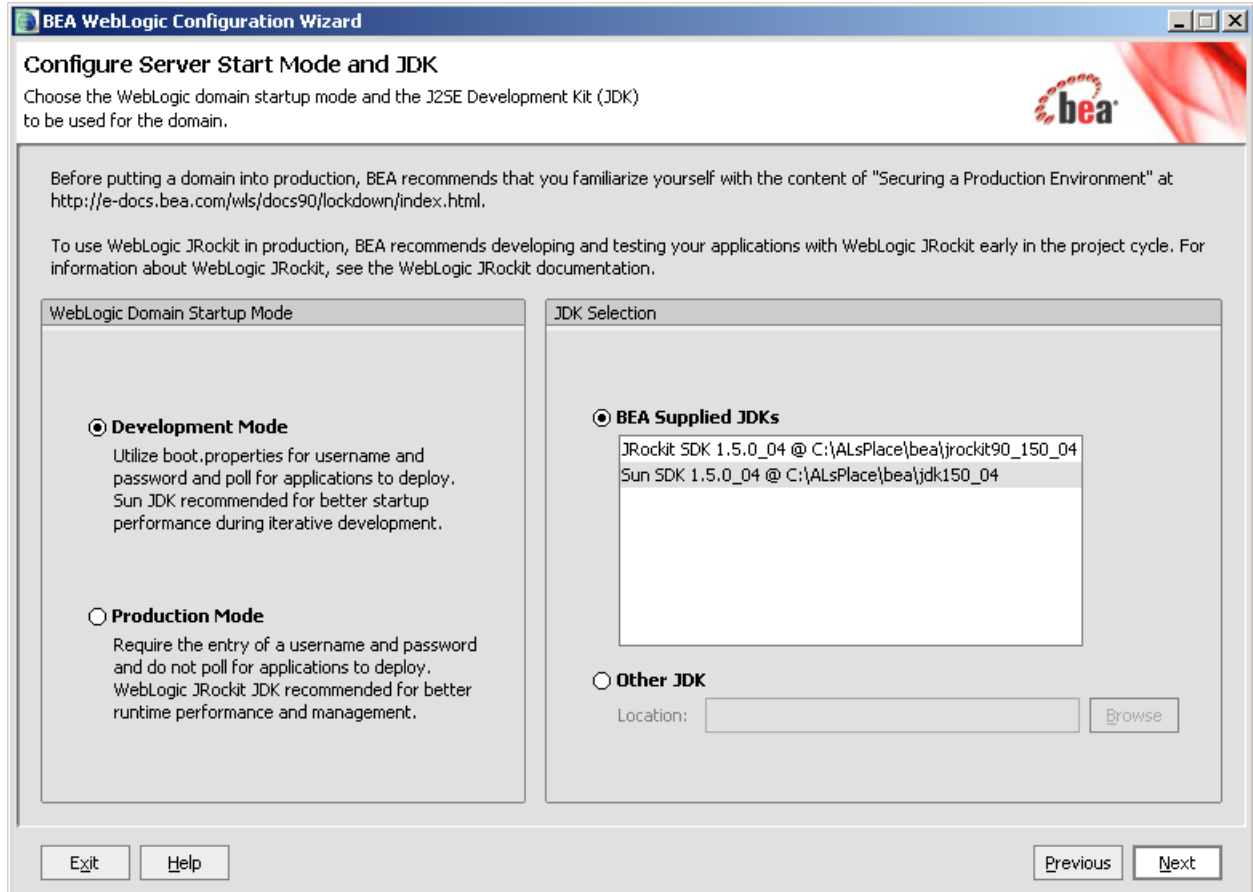 BEA WebLogic Configuration Wizard
Configure Server Start Mode and JDK
Choose the WebLogic domain startup mode and the J2SE Development Kit (JDK)
to be used for the domain.
bea
Before putting a domain into production, BEA recommends that you familiarize yourself with the content of "Securing a Production Environment" at
http://e-docs.bea.com/wls/docs90/lockdown/index.html.
To use WebLogic JRockit in production, BEA recommends developing and testing your applications with WebLogic JRockit early in the project cycle. For
information about WebLogic JRockit, see the WebLogic JRockit documentation.
WebLogic Domain Startup Mode
Development Mode
Utilize boot.properties for username and
password and poll for applications to deploy.
Sun JDK recommended for better startup
performance during iterative development.
Production Mode
Require the entry of a username and password
and do not poll for applications to deploy.
WebLogic JRockit JDK recommended for better
runtime performance and management.
JDK Selection
BEA Supplied JDKs
JRockit SDK 1.5.0_04 @ C:\ALsPlace\bea\jrockit90_150_04
Sun SDK 1.5.0_04 @ C:\ALsPlace\bea\jdk150_04
Other JDK
Location:
Browse
Exit
Help
Previous
Next